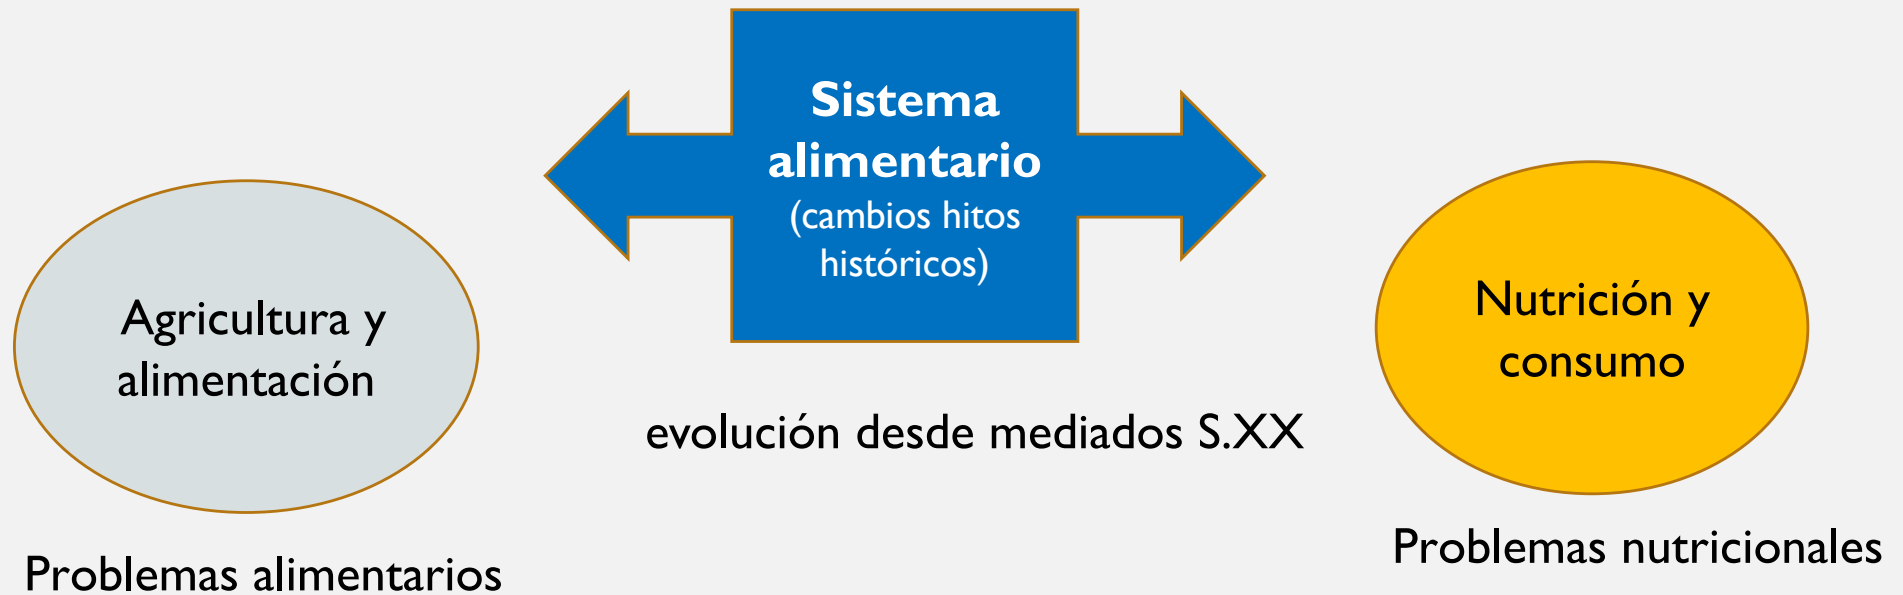 Sistema
alimentario
(cambios hitos
históricos)
Agricultura y
alimentación
Nutrición y
consumo
evolución desde mediados S.XX
Problemas alimentarios
Problemas nutricionales